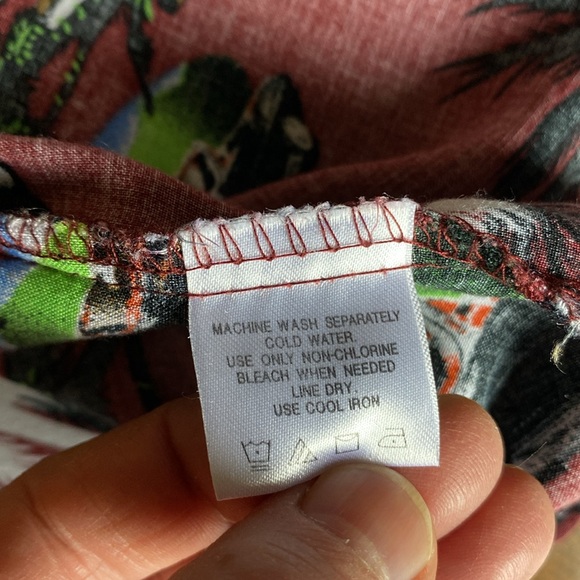 MACHINE WASH SEPARATELY
COLD WATER.
USE ONLY NON-CHLORINE
BLEACH WHEN NEEDED
LINE DRY.
USE COOL IRON